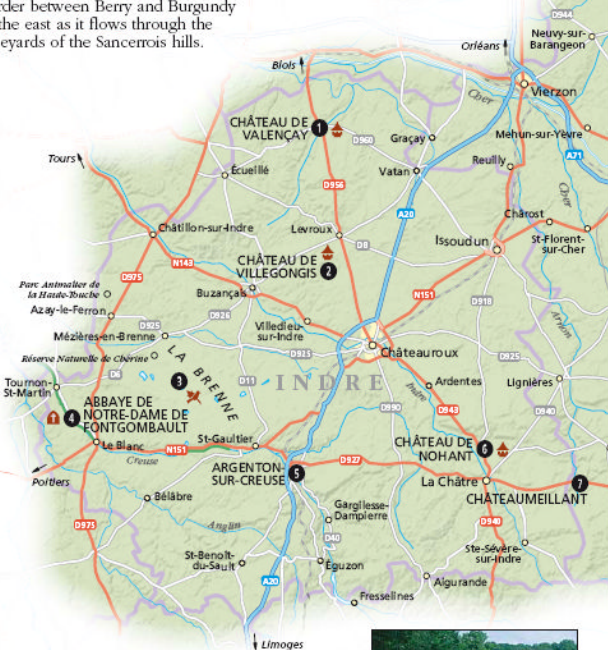 rder between Berry and Burgundy
the east as it flows through the
eyards of the Sancerrois hills.
D944
Neuvy-sur-
Barangeon
Orléans
Blois
Vierzon
Cher
CHÂTEAU DE
VALENÇAY
1
D960
Graçay
Mehun-sur-Yèvre
A71
Tours
Écueillé
Vatan
Reuilly
D956
Cher
A20
Chârost
Châtillon-sur-Indre
Levroux
D8
Issoudun
St-Florent-
sur-Cher
CHÂTEAU DE
VILLEGONGIS
2
N143
D975
Parc Animalier de
la Haute-Touche
Buzançais
N151
D918
Azay-le-Ferron
D926
Arnon
D925
Villedieu-
sur-Indre
Mézières-en-Brenne
D925
Châteauroux
D925
Réserve Naturelle de Chérine
LA BRENNE
Tournon-
St-Martin
D6
3
D11
INDRE
Indre
Ardentes
Lignières
ABBAYE DE
NOTRE-DAME DE
FONTGOMBAULT
4
D990
D943
D940
Le Blanc
N151
St-Gaultier
CHÂTEAU DE
NOHANT
6
Creuse
D927
Poitiers
ARGENTON-
SUR-CREUSE
5
La Châtre
7
CHÂTEAUMEILLANT
Bélâbre
Gargilesse-
Dampierre
D975
Anglin
D940
D40
Ste-Sévère-
sur-Indre
St-Benoît-
du-Sault
Éguzon
A20
Aigurande
Fresselines
Limoges